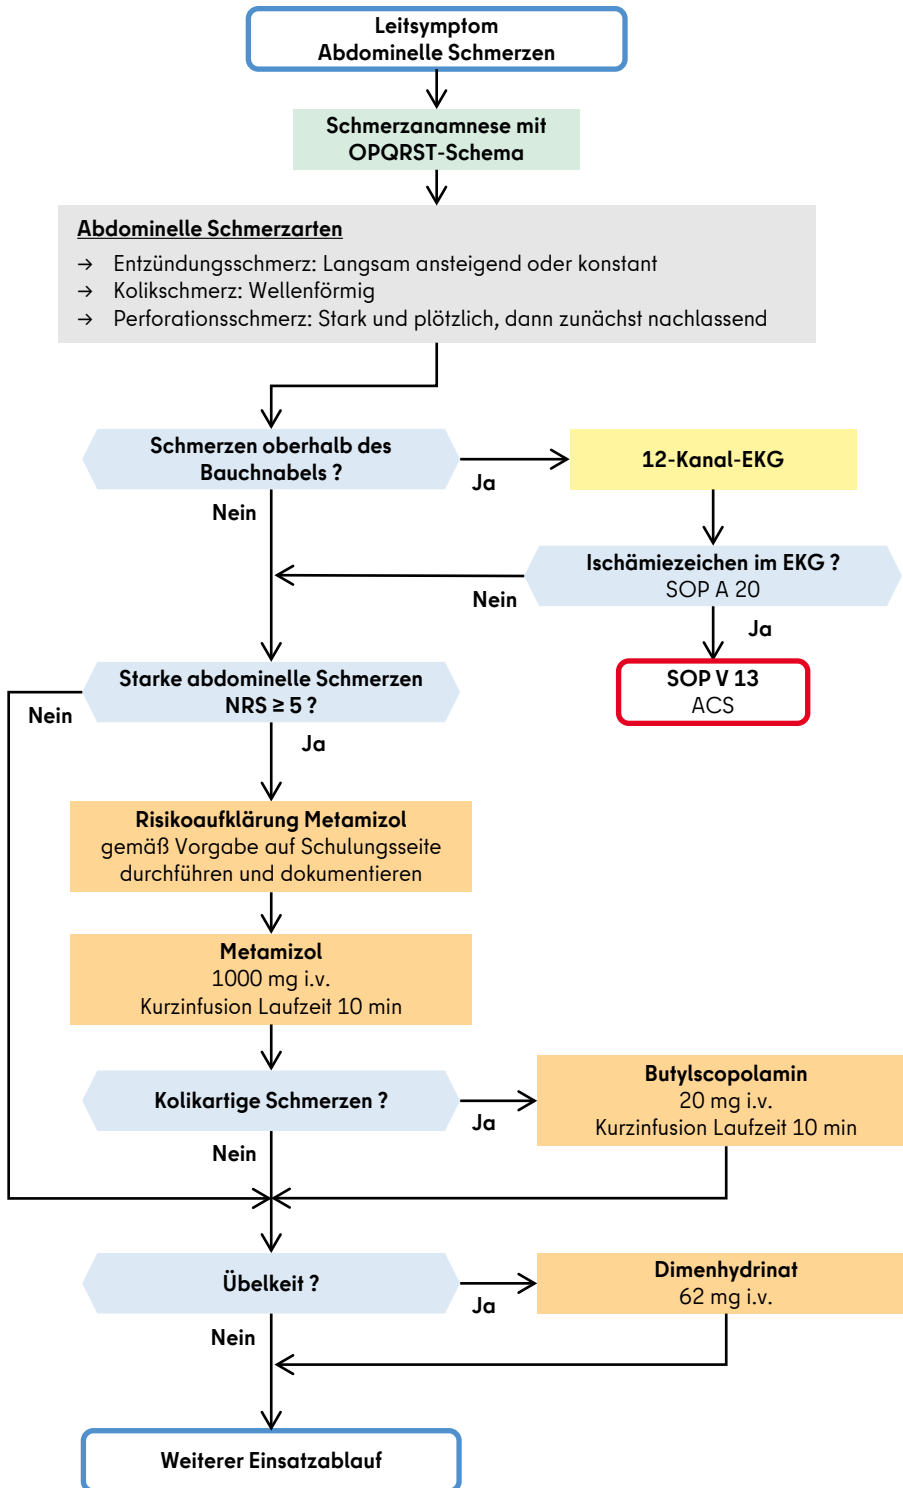 Leitsymptom
Abdominelle Schmerzen
Schmerzanamnese mit
OPQRST-Schema
Abdominelle Schmerzarten
→ Entzündungsschmerz: Langsam ansteigend oder konstant
→ Kolikschmerz: Wellenförmig
→ Perforationsschmerz: Stark und plötzlich, dann zunächst nachlassend
Schmerzen oberhalb des
Bauchnabels ?
Ja
12-Kanal-EKG
Nein
Ischämiezeichen im EKG ?
SOP A 20
Nein
Ja
SOP V 13
ACS
Starke abdominelle Schmerzen
NRS ≥ 5 ?
Nein
Ja
Risikoaufklärung Metamizol
gemäß Vorgabe auf Schulungsseite
durchführen und dokumentieren
Metamizol
1000 mg i.v.
Kurzinfusion Laufzeit 10 min
Kolikartige Schmerzen ?
Ja
Butylscopolamin
20 mg i.v.
Kurzinfusion Laufzeit 10 min
Nein
Übelkeit ?
Ja
Dimenhydrinat
62 mg i.v.
Nein
Weiterer Einsatzablauf